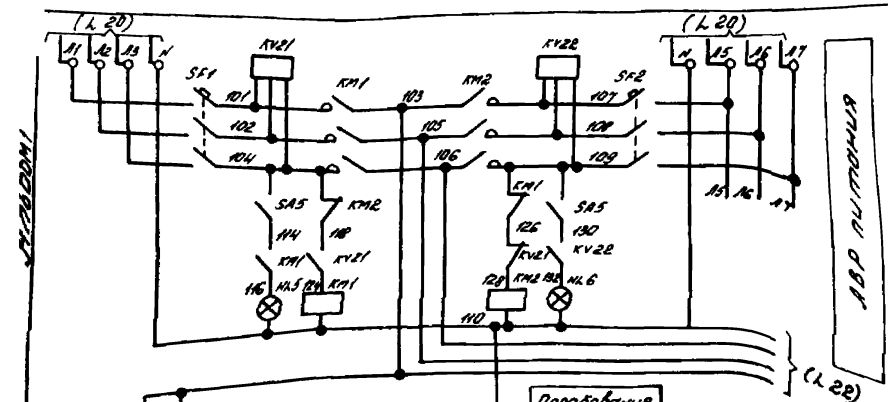 (L 20)
(L 20)
Л1
Л2
Л3
N
KV21
KV22
N
Л5
Л6
Л7
SF1
101
KM1
103
KM2
107
SF2
102
105
108
104
106
109
SA5
KM2
KM1
SA5
Л5
Л6
Л7
114
118
126
130
KM1
KV21
KV21
KV22
116
HL5
124
KM1
128
KM2
132
HL6
110
(L 22)
АВР питания